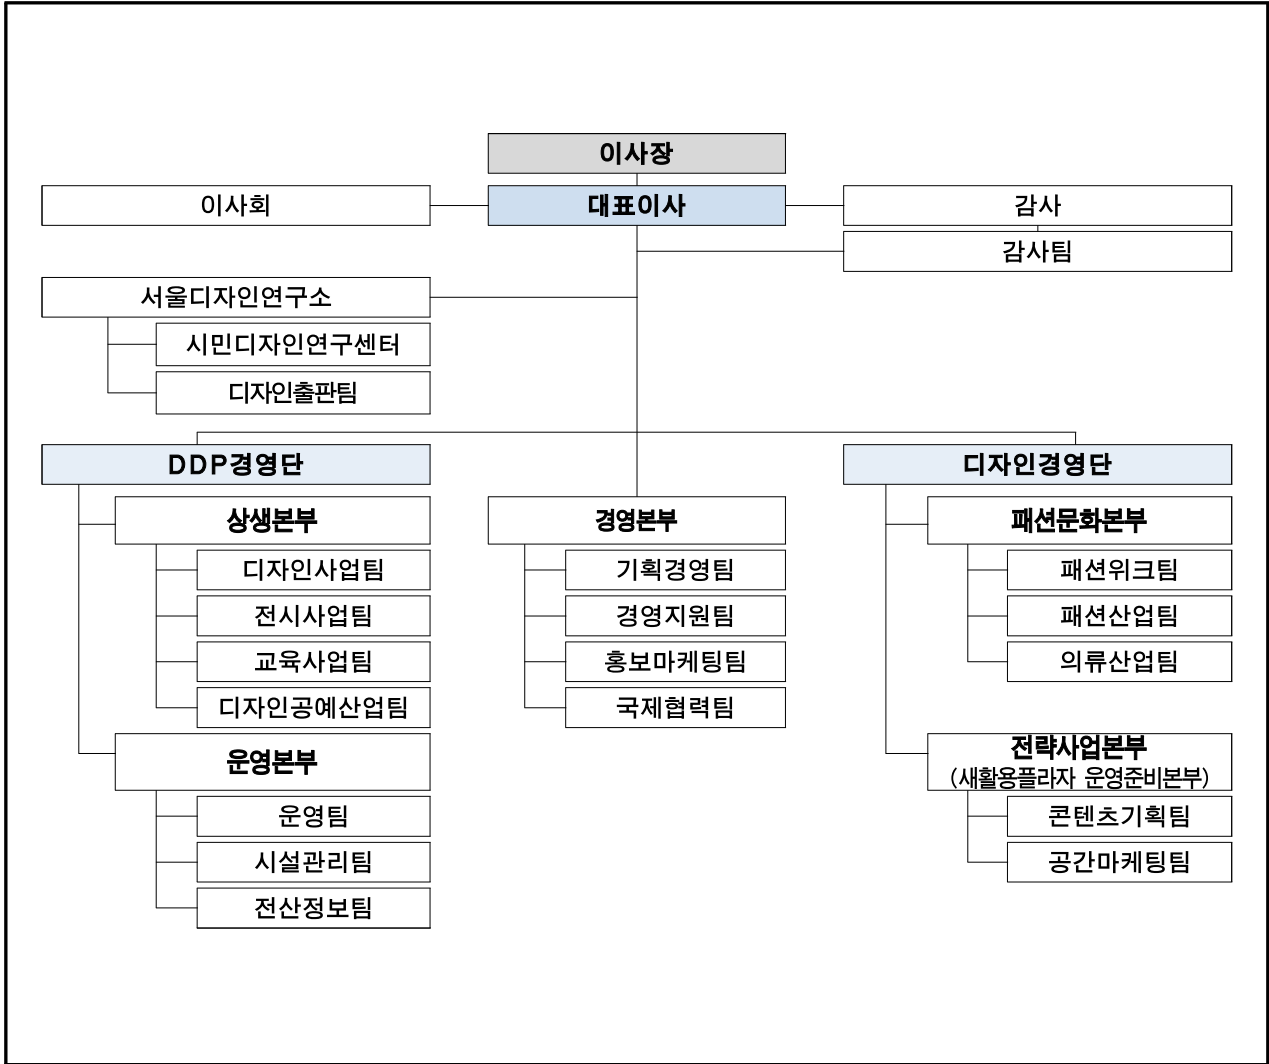 이사장
이사회
대표이사
감사
감사팀
서울디자인연구소
시민디자인연구센터
디자인출판팀
DDP경영단
상생본부
디자인사업팀
전시사업팀
교육사업팀
디자인공예산업팀
운영본부
운영팀
시설관리팀
전산정보팀
경영본부
기획경영팀
경영지원팀
홍보마케팅팀
국제협력팀
디자인경영단
패션문화본부
패션위크팀
패션산업팀
의류산업팀
전략사업본부
(새활용플라자 운영준비본부)
콘텐츠기획팀
공간마케팅팀